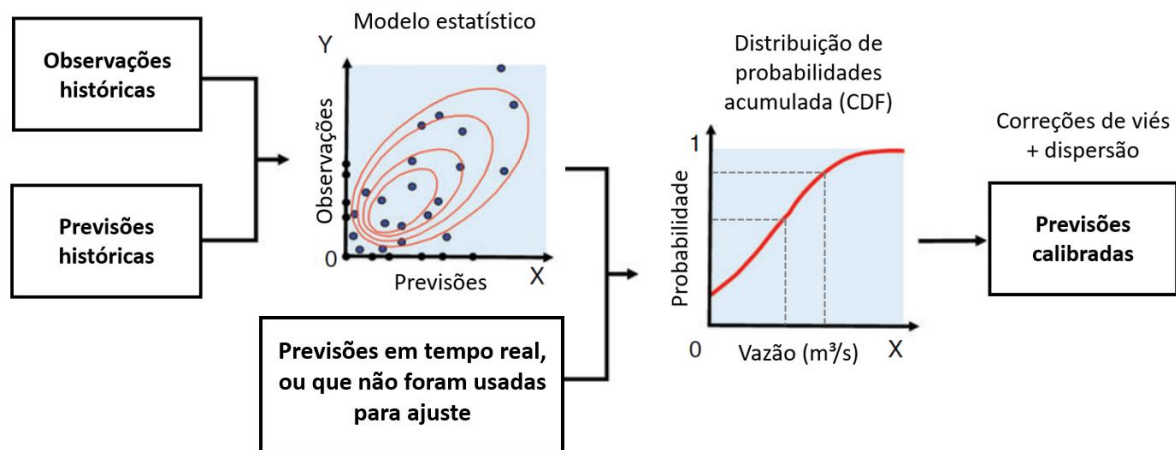 Observações
históricas
Previsões
históricas
Modelo estatístico
Y
Observações
0
Previsões
X
Previsões em tempo real,
ou que não foram usadas
para ajuste
Distribuição de
probabilidades
acumulada (CDF)
1
Probabilidade
0
Vazão (m³/s)
X
Correções de viés
+ dispersão
Previsões
calibradas